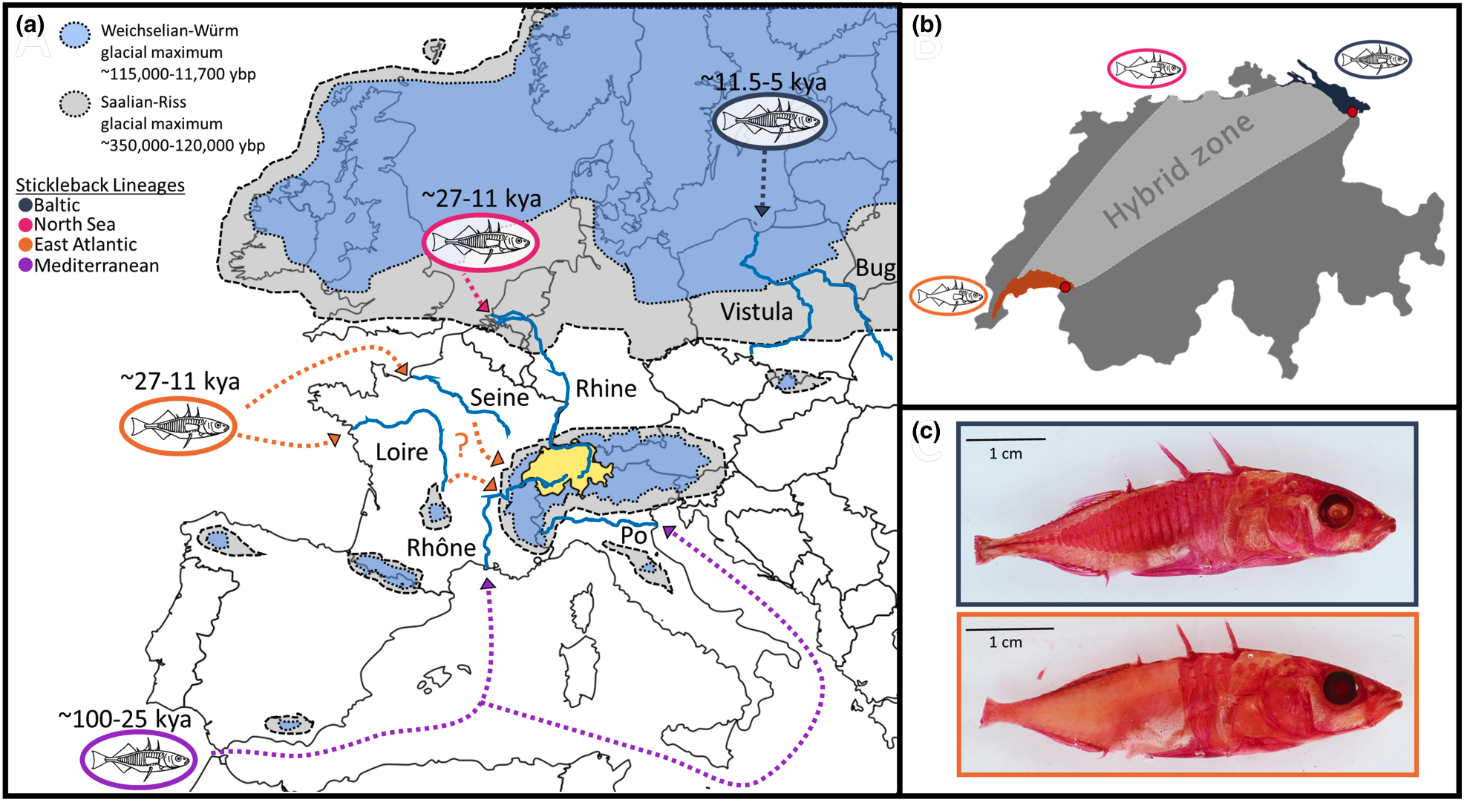 (a)
Weichselian-Würm
glacial maximum
~115,000-11,700 ybp
Saalian-Riss
glacial maximum
~350,000-120,000 ybp
Stickleback Lineages
Baltic
North Sea
East Atlantic
Mediterranean
~11.5-5 kya
~27-11 kya
Bug
Vistula
~27-11 kya
Seine
Rhine
?
Loire
Rhône
Po
~100-25 kya
(b)
Hybrid zone
(c)
1 cm
1 cm